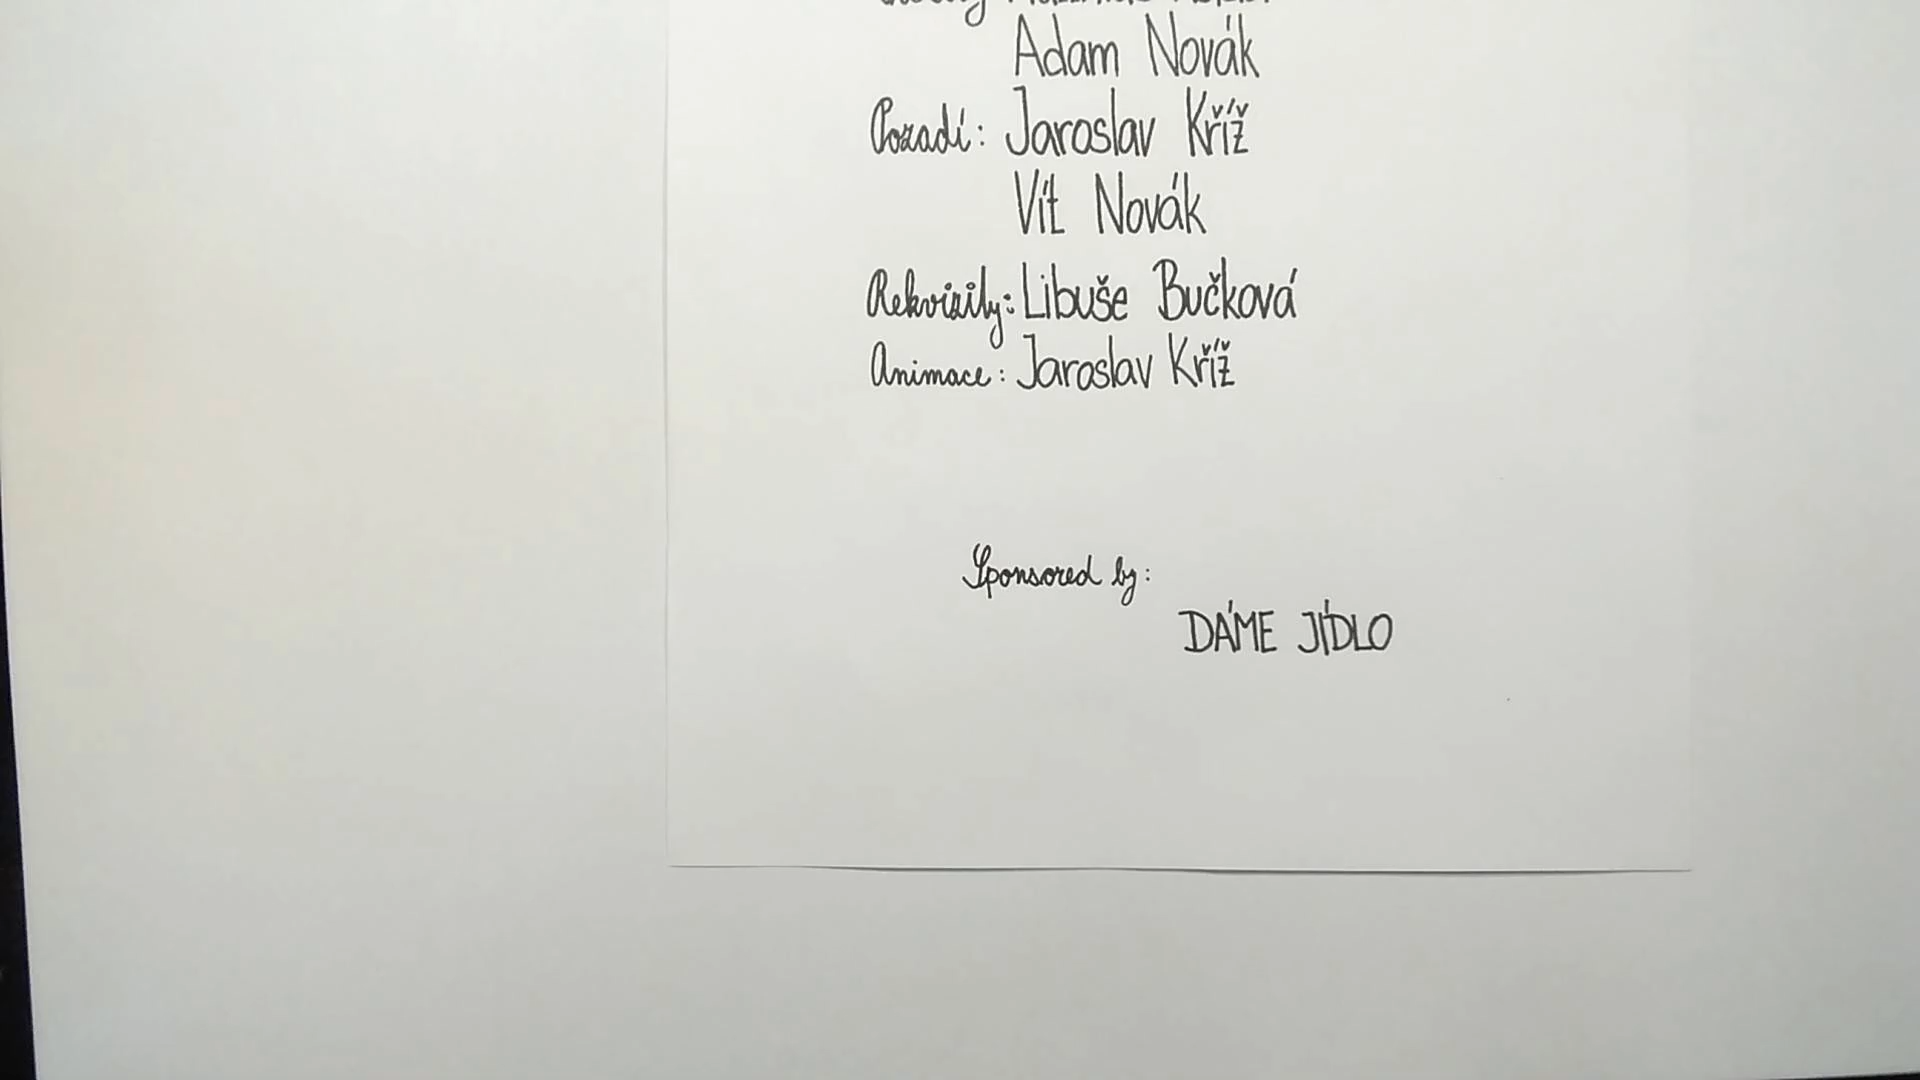 Adam Novák
Pozadí: Jaroslav Kříž
Vít Novák
Rekvizity: Libuše Bučková
Animace: Jaroslav Kříž
Sponsored by:
DÁME JÍDLO